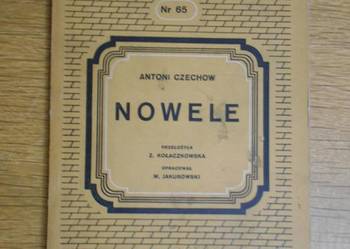 Nr 65
ANTONI CZECHOW
NOWELE
PRZEŁOŻYŁA
Z. KOŁACZKOWSKA
OPRACOWAŁ
W. JAKUBOWSKI